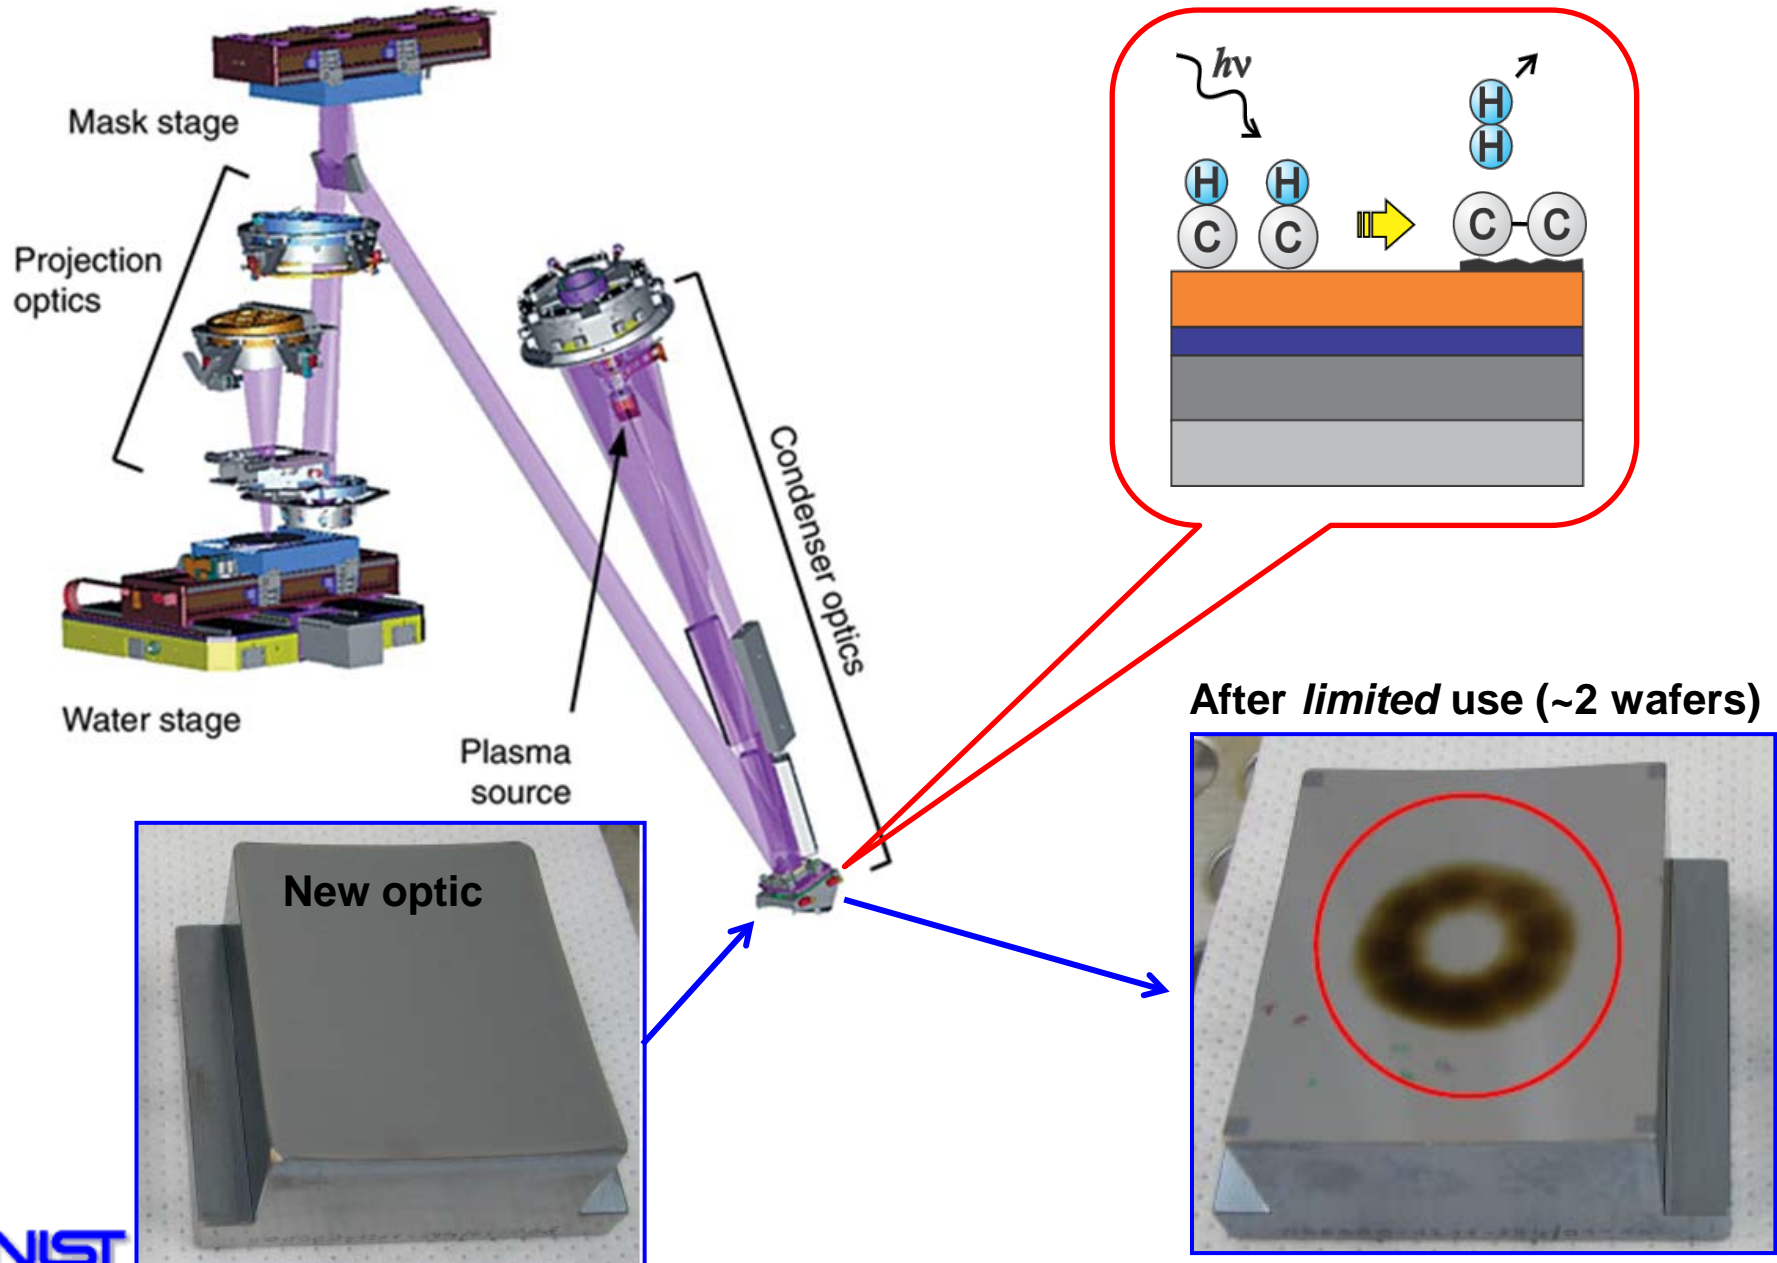 Mask stage
Projection
optics
Water stage
Plasma
source
Condenser optics
hν
H
H
H
H
C
C
C
C
After limited use (~2 wafers)
New optic
NIST